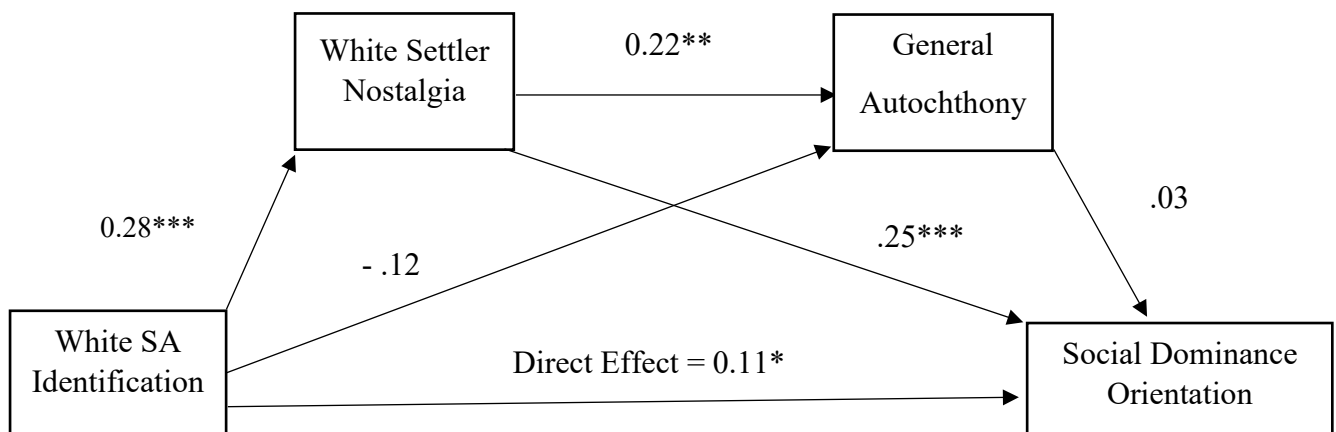 White Settler
Nostalgia
0.22**
General
Autochthony
0.28***
- .12
.25***
.03
White SA
Identification
Direct Effect = 0.11*
Social Dominance
Orientation